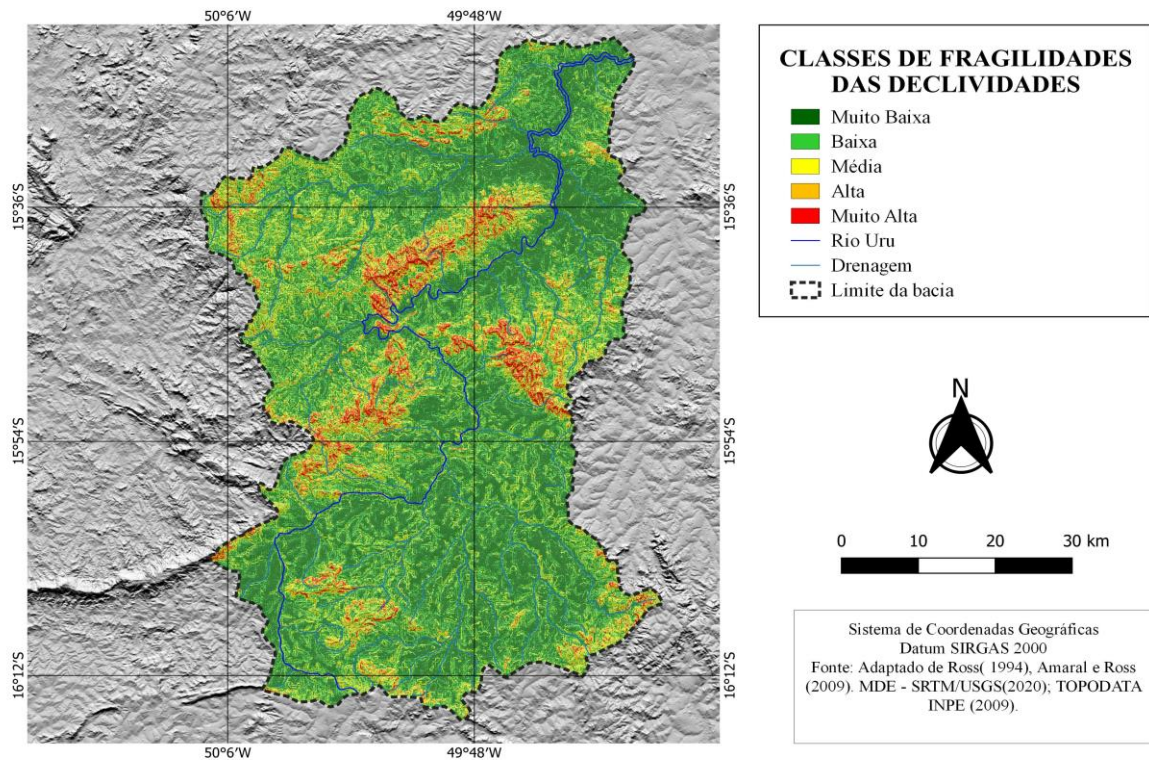 50°6'W
49°48'W
15°36'S
15°36'S
15°54'S
15°54'S
16°12'S
16°12'S
50°6'W
49°48'W
CLASSES DE FRAGILIDADES
DAS DECLIVIDADES
Muito Baixa
Baixa
Média
Alta
Muito Alta
Rio Uru
Drenagem
Limite da bacia
N
0 10 20 30 km
Sistema de Coordenadas Geográficas
Datum SIRGAS 2000
Fonte: Adaptado de Ross( 1994), Amaral e Ross
(2009). MDE - SRTM/USGS(2020); TOPODATA
INPE (2009).